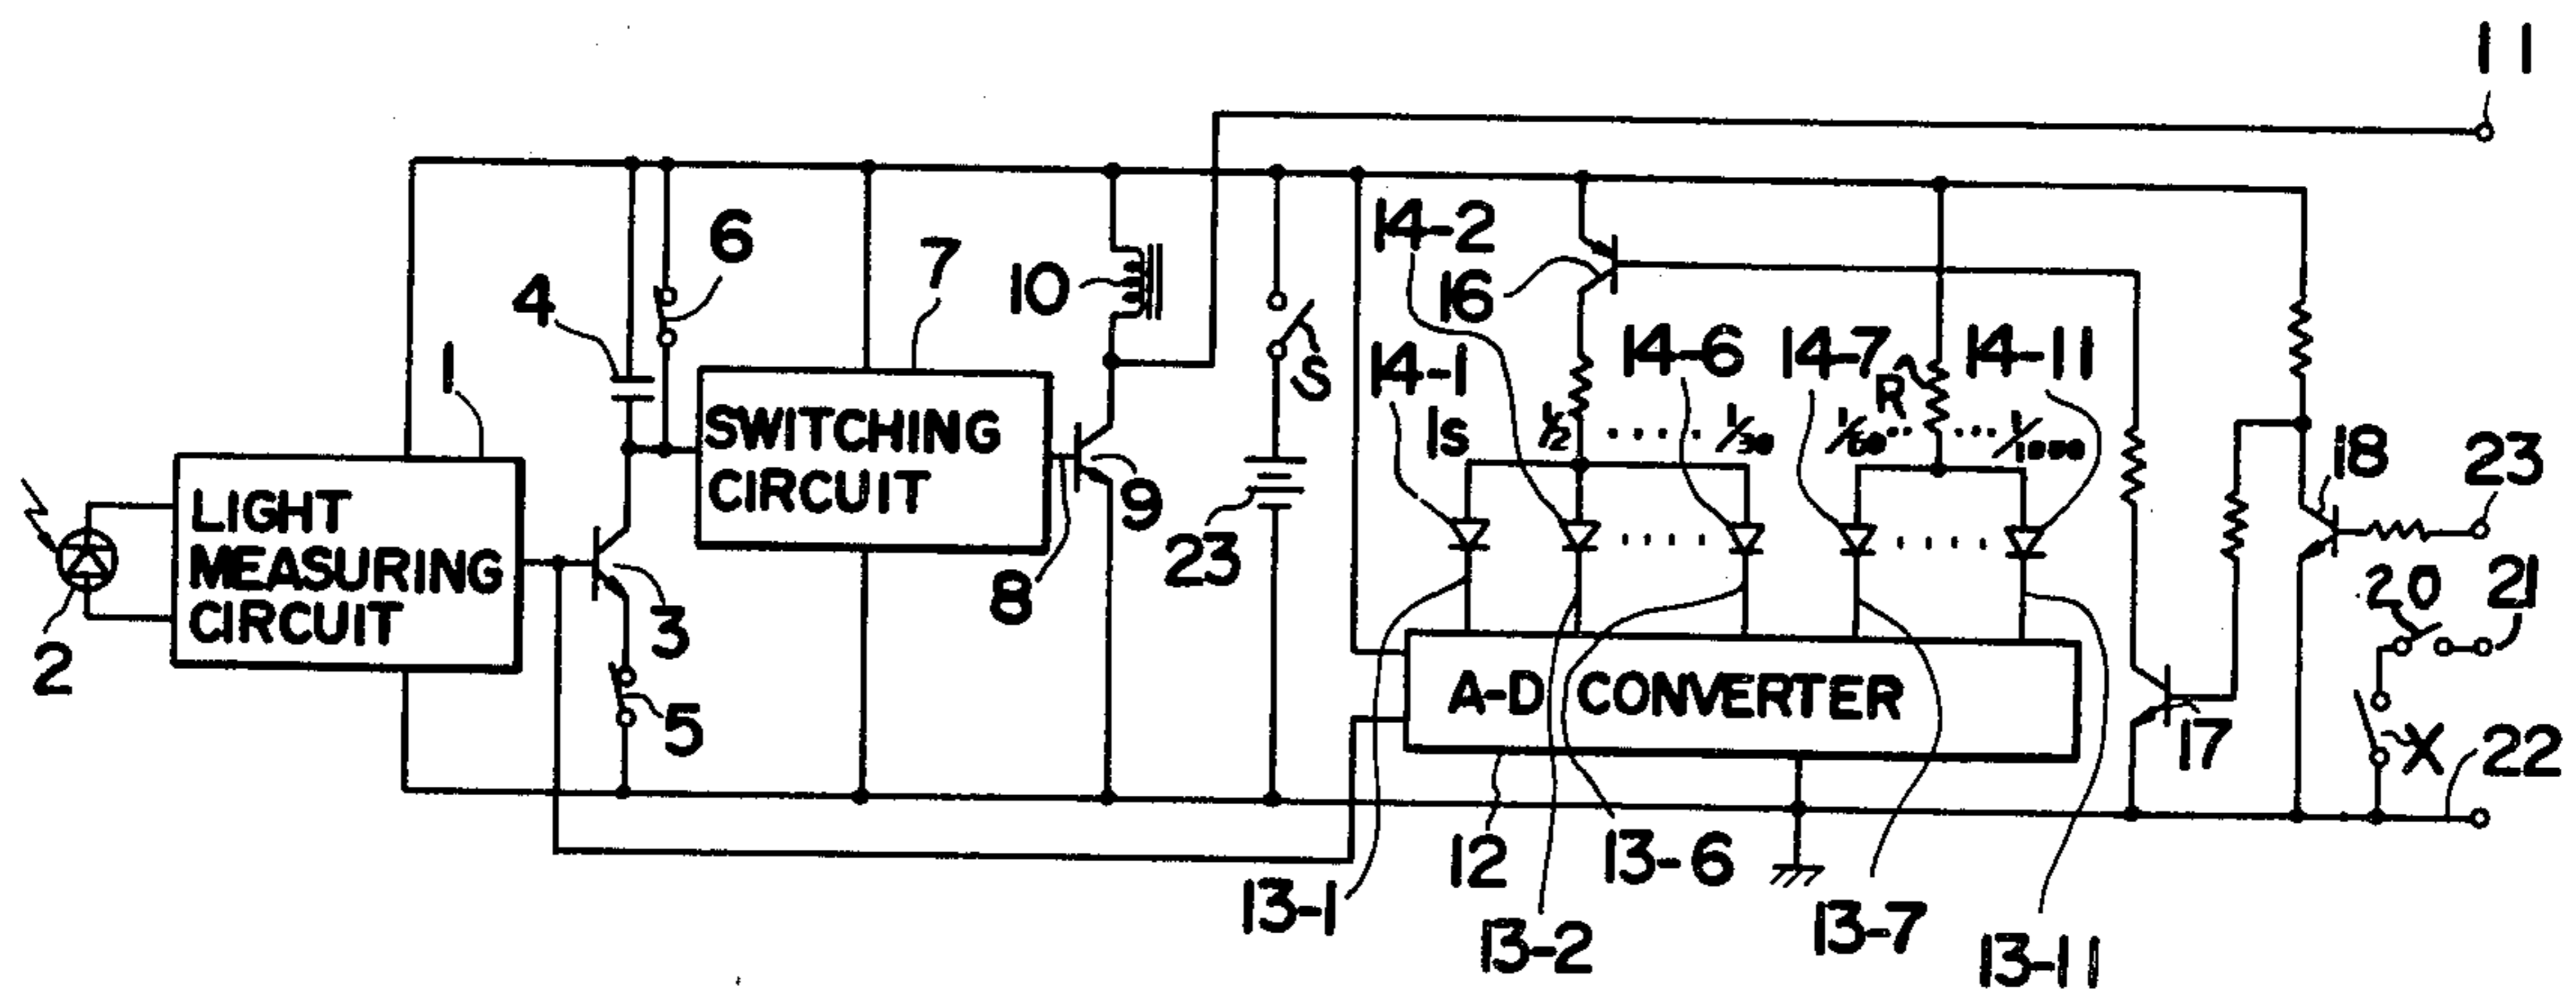 11
14-2
6
7
10
16
4
14-1
14-6
14-7
R
14-11
1
S
1s
1/2 ..... 1/30
1/60 .. ... 1/1000
SWITCHING
CIRCUIT
18
23
LIGHT
MEASURING
CIRCUIT
9
23
8
3
20
21
2
5
A-D CONVERTER
17
X
22
12
13-6
13-1
13-2
13-7
13-11